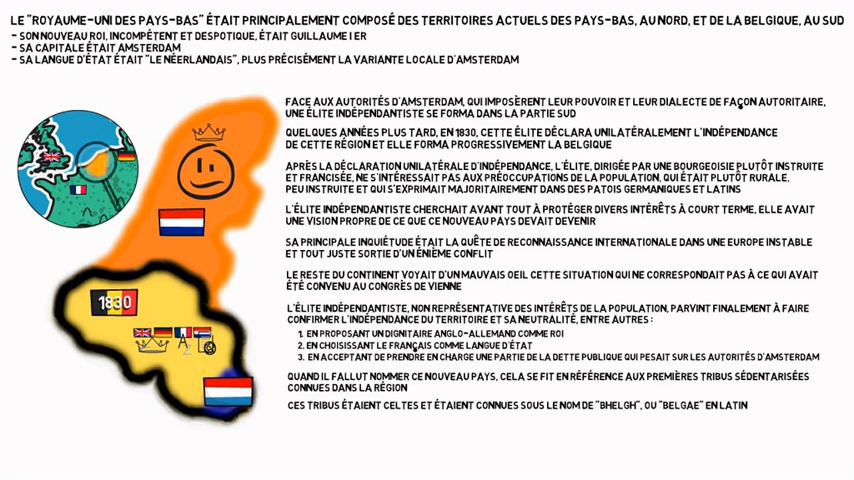 LE "ROYAUME-UNI DES PAYS-BAS" ÉTAIT PRINCIPALEMENT COMPOSÉ DES TERRITOIRES ACTUELS DES PAYS-BAS, AU NORD, ET DE LA BELGIQUE, AU SUD
- SON NOUVEAU ROI, INCOMPÉTENT ET DESPOTIQUE, ÉTAIT GUILLAUME I ER
- SA CAPITALE ÉTAIT AMSTERDAM
- SA LANGUE D'ÉTAT ÉTAIT "LE NÉERLANDAIS", PLUS PRÉCISÉMENT LA VARIANTE LOCALE D'AMSTERDAM
FACE AUX AUTORITÉS D'AMSTERDAM, QUI IMPOSÈRENT LEUR POUVOIR ET LEUR DIALECTE DE FAÇON AUTORITAIRE,
UNE ÉLITE INDÉPENDANTISTE SE FORMA DANS LA PARTIE SUD
QUELQUES ANNÉES PLUS TARD, EN 1830, CETTE ÉLITE DÉCLARA UNILATÉRALEMENT L'INDÉPENDANCE
DE CETTE RÉGION ET ELLE FORMA PROGRESSIVEMENT LA BELGIQUE
APRÈS LA DÉCLARATION UNILATÉRALE D'INDÉPENDANCE, L'ÉLITE, DIRIGÉE PAR UNE BOURGEOISIE PLUTÔT INSTRUITE
ET FRANCISÉE, NE S'INTÉRESSAIT PAS AUX PRÉOCCUPATIONS DE LA POPULATION, QUI ÉTAIT PLUTÔT RURALE,
PEU INSTRUITE ET QUI S'EXPRIMAIT MAJORITAIREMENT DANS DES PATOIS GERMANIQUES ET LATINS
L'ÉLITE INDÉPENDANTISTE CHERCHAIT AVANT TOUT À PROTÉGER DIVERS INTÉRÊTS À COURT TERME, ELLE AVAIT
UNE VISION PROPRE DE CE QUE CE NOUVEAU PAYS DEVAIT DEVENIR
SA PRINCIPALE INQUIÉTUDE ÉTAIT LA QUÊTE DE RECONNAISSANCE INTERNATIONALE DANS UNE EUROPE INSTABLE
ET TOUT JUSTE SORTIE D'UN ÉNIÈME CONFLIT
LE RESTE DU CONTINENT VOYAIT D'UN MAUVAIS OEIL CETTE SITUATION QUI NE CORRESPONDAIT PAS À CE QUI AVAIT
ÉTÉ CONVENU AU CONGRÈS DE VIENNE
1830
L'ÉLITE INDÉPENDANTISTE, NON REPRÉSENTATIVE DES INTÉRÊTS DE LA POPULATION, PARVINT FINALEMENT À FAIRE
CONFIRMER L'INDÉPENDANCE DU TERRITOIRE ET SA NEUTRALITÉ, ENTRE AUTRES :
1. EN PROPOSANT UN DIGNITAIRE ANGLO-ALLEMAND COMME ROI
2. EN CHOISISSANT LE FRANÇAIS COMME LANGUE D'ÉTAT
3. EN ACCEPTANT DE PRENDRE EN CHARGE UNE PARTIE DE LA DETTE PUBLIQUE QUI PESAIT SUR LES AUTORITÉS D'AMSTERDAM
QUAND IL FALLUT NOMMER CE NOUVEAU PAYS, CELA SE FIT EN RÉFÉRENCE AUX PREMIÈRES TRIBUS SÉDENTARISÉES
CONNUES DANS LA RÉGION
CES TRIBUS ÉTAIENT CELTES ET ÉTAIENT CONNUES SOUS LE NOM DE "BHELGH", OU "BELGAE" EN LATIN